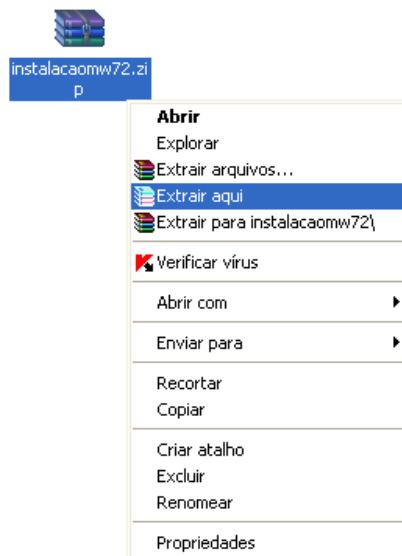 instalacaomw72.zi
p
Abrir
Explorar
Extrair arquivos...
Extrair aqui
Extrair para instalacaomw72\
Verificar vírus
Abrir com
Enviar para
Recortar
Copiar
Criar atalho
Excluir
Renomear
Propriedades